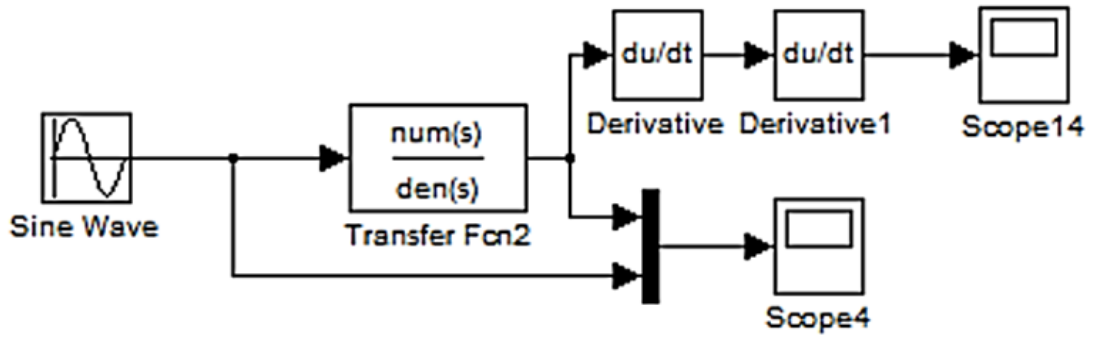 du/dt
du/dt
Derivative
Derivative1
Scope14
num(s)
den(s)
Sine Wave
Transfer Fcn2
Scope4